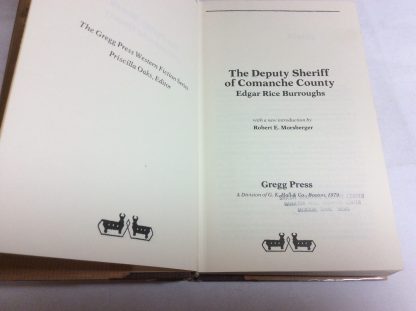 The Gregg Press Western Fiction Series
Priscilla Oaks, Editor
The Deputy Sheriff
of Comanche County
Edgar Rice Burroughs
with a new introduction by
Robert E. Morsberger
Gregg Press
A Division of G. K. Hall & Co., Boston, 1979